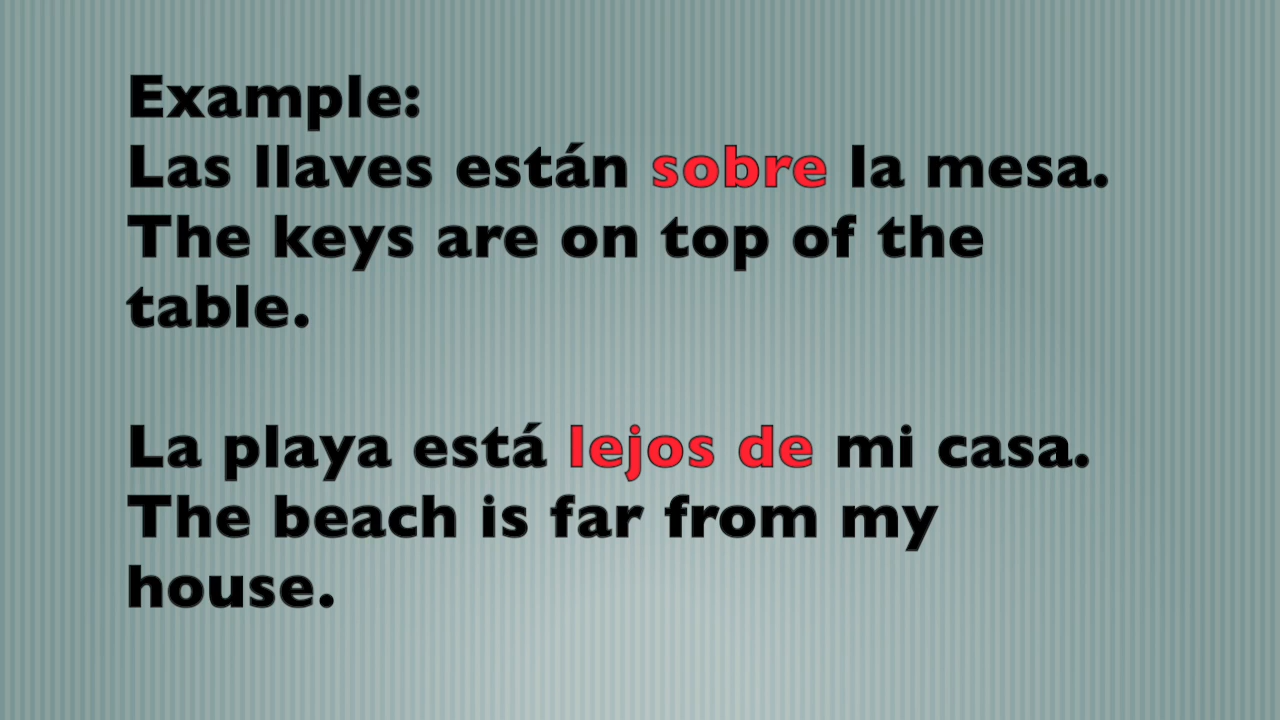 Example:
Las llaves están sobre la mesa.
The keys are on top of the
table.
La playa está lejos de mi casa.
The beach is far from my
house.